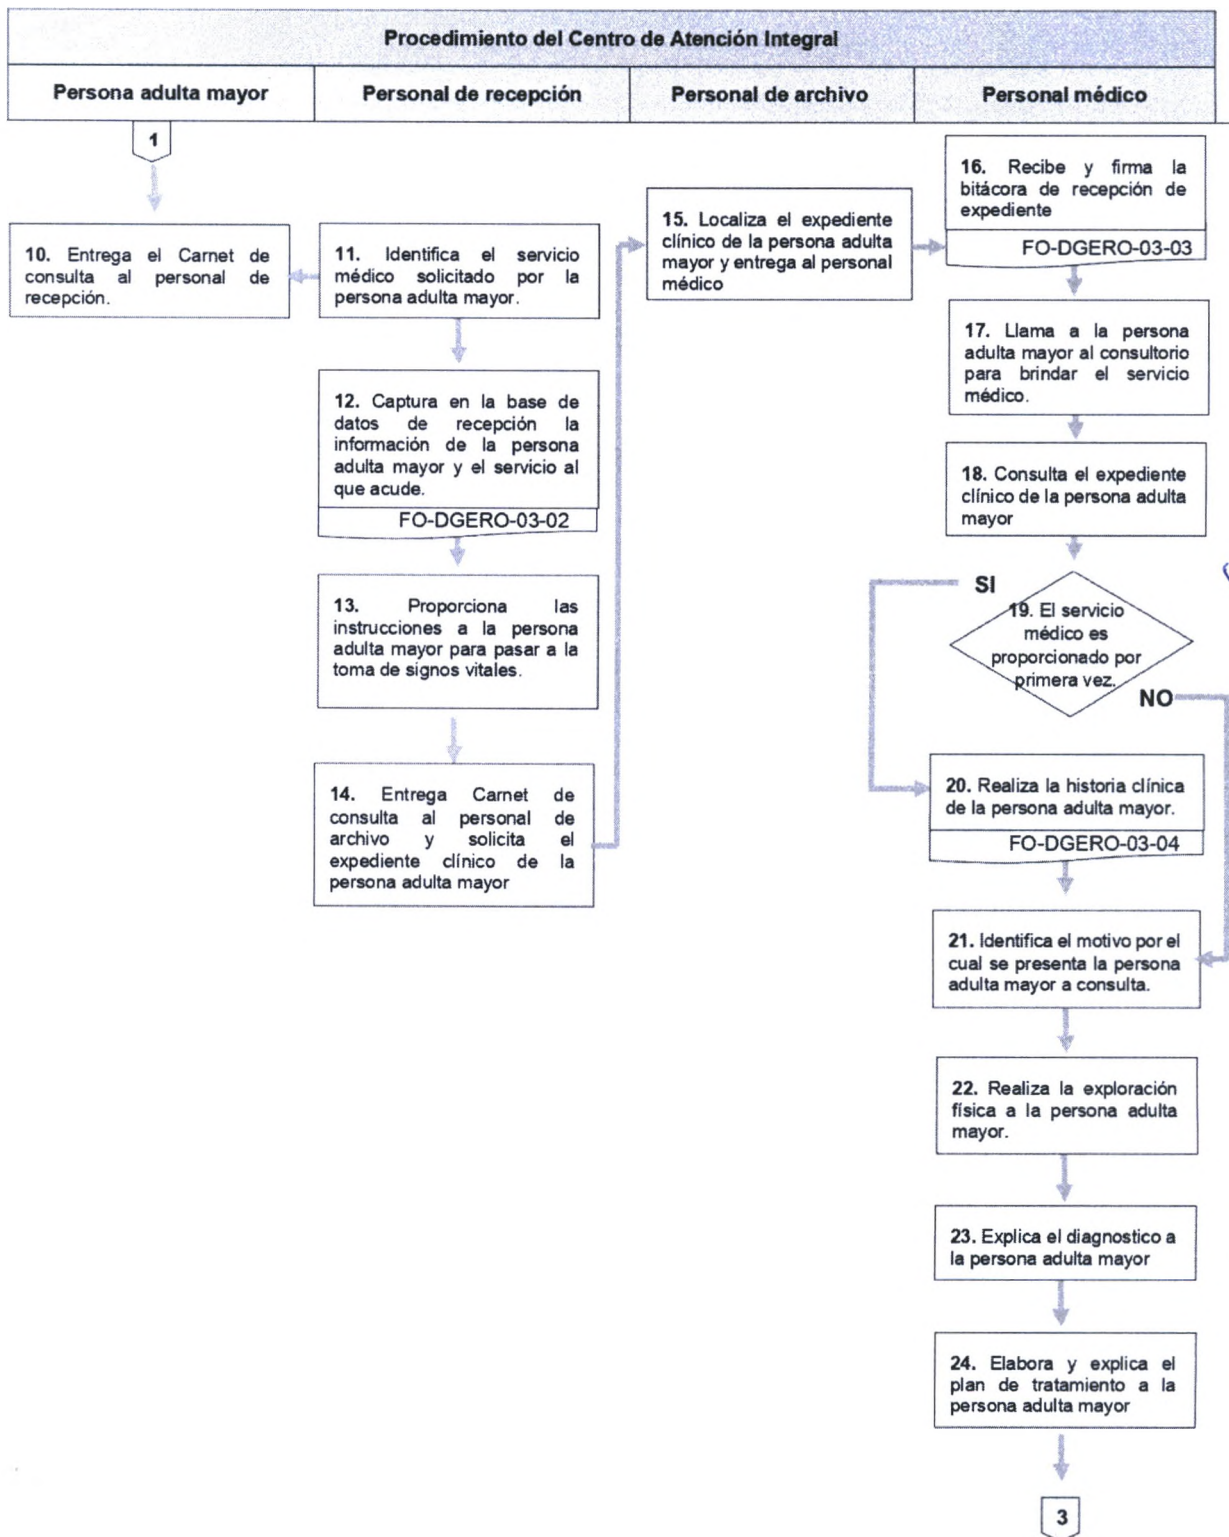 Procedimiento del Centro de Atención Integral
Persona adulta mayor
Personal de recepción
Personal de archivo
Personal médico
1
10. Entrega el Carnet de
consulta al personal de
recepción.
11. Identifica el servicio
médico solicitado por la
persona adulta mayor.
12. Captura en la base de
datos de recepción la
información de la persona
adulta mayor y el servicio al
que acude.
FO-DGERO-03-02
13. Proporciona las
instrucciones a la persona
adulta mayor para pasar a la
toma de signos vitales.
14. Entrega Carnet de
consulta al personal de
archivo y solicita el
expediente clínico de la
persona adulta mayor
15. Localiza el expediente
clínico de la persona adulta
mayor y entrega al personal
médico
16. Recibe y firma la
bitácora de recepción de
expediente
FO-DGERO-03-03
17. Llama a la persona
adulta mayor al consultorio
para brindar el servicio
médico.
18. Consulta el expediente
clínico de la persona adulta
mayor
SI
19. El servicio
médico es
proporcionado por
primera vez.
NO
20. Realiza la historia clínica
de la persona adulta mayor.
FO-DGERO-03-04
21. Identifica el motivo por el
cual se presenta la persona
adulta mayor a consulta.
22. Realiza la exploración
física a la persona adulta
mayor.
23. Explica el diagnostico a
la persona adulta mayor
24. Elabora y explica el
plan de tratamiento a la
persona adulta mayor
3